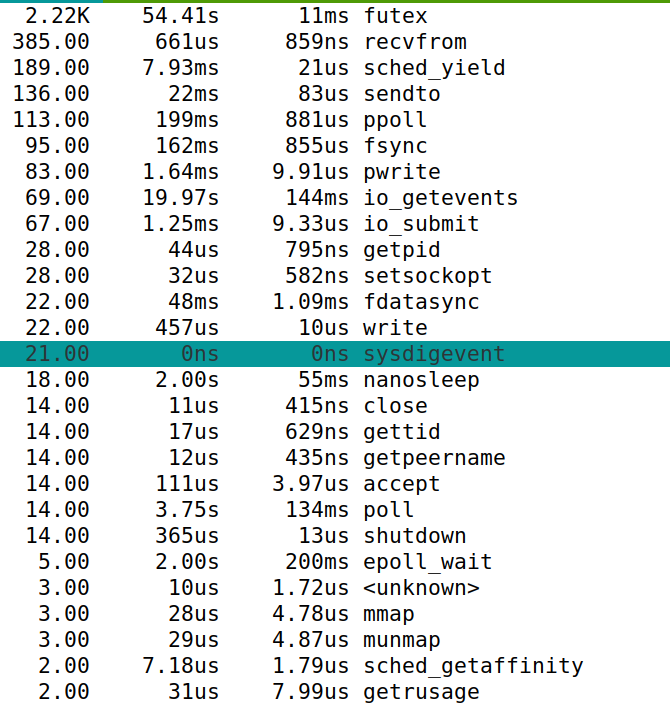 2.22K 54.41s 11ms futex
385.00 661us 859ns recvfrom
189.00 7.93ms 21us sched_yield
136.00 22ms 83us sendto
113.00 199ms 881us ppoll
95.00 162ms 855us fsync
83.00 1.64ms 9.91us pwrite
69.00 19.97s 144ms io_getevents
67.00 1.25ms 9.33us io_submit
28.00 44us 795ns getpid
28.00 32us 582ns setsockopt
22.00 48ms 1.09ms fdatasync
22.00 457us 10us write
21.00 0ns 0ns sysdigevent
18.00 2.00s 55ms nanosleep
14.00 11us 415ns close
14.00 17us 629ns gettid
14.00 12us 435ns getpeername
14.00 111us 3.97us accept
14.00 3.75s 134ms poll
14.00 365us 13us shutdown
5.00 2.00s 200ms epoll_wait
3.00 10us 1.72us <unknown>
3.00 28us 4.78us mmap
3.00 29us 4.87us munmap
2.00 7.18us 1.79us sched_getaffinity
2.00 31us 7.99us getrusage